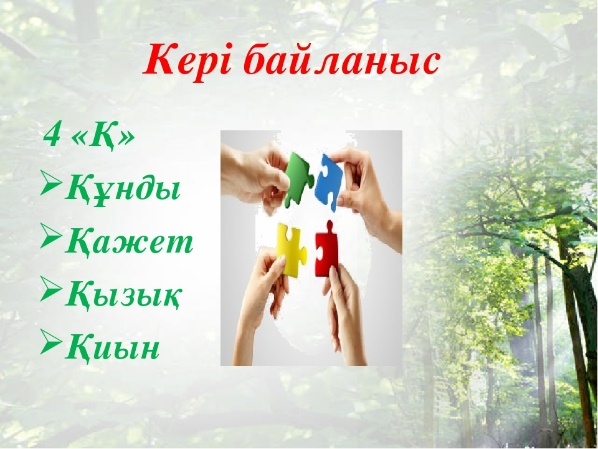 Кері байланыс
4 «Қ»
Құнды
Қажет
Қызық
Қиын